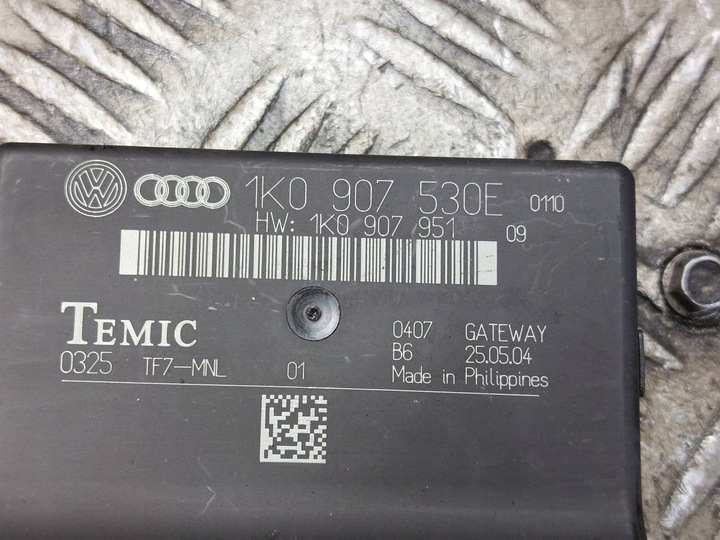 1K0 907 530E 0110
HW: 1K0 907 951 09
TEMIC
0407 GATEWAY
B6 25.05.04
0325 TF7-MNL 01
Made in Philippines